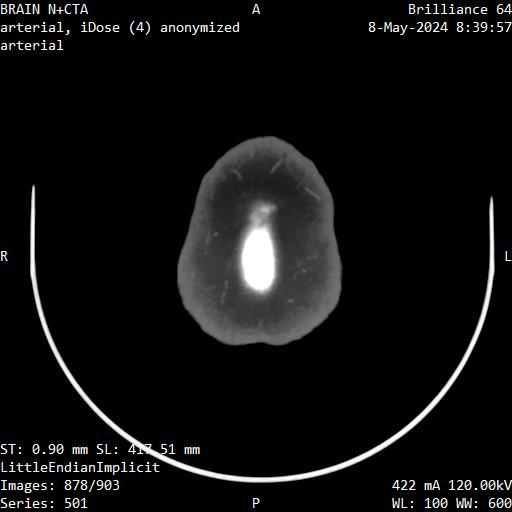 BRAIN N+CTA
A
Brilliance 64
arterial, iDose (4) anonymized
8-May-2024 8:39:57
arterial
R
L
ST: 0.90 mm SL: 417.51 mm
LittleEndianImplicit
Images: 878/903
422 mA 120.00kV
Series: 501
P
WL: 100 WW: 600